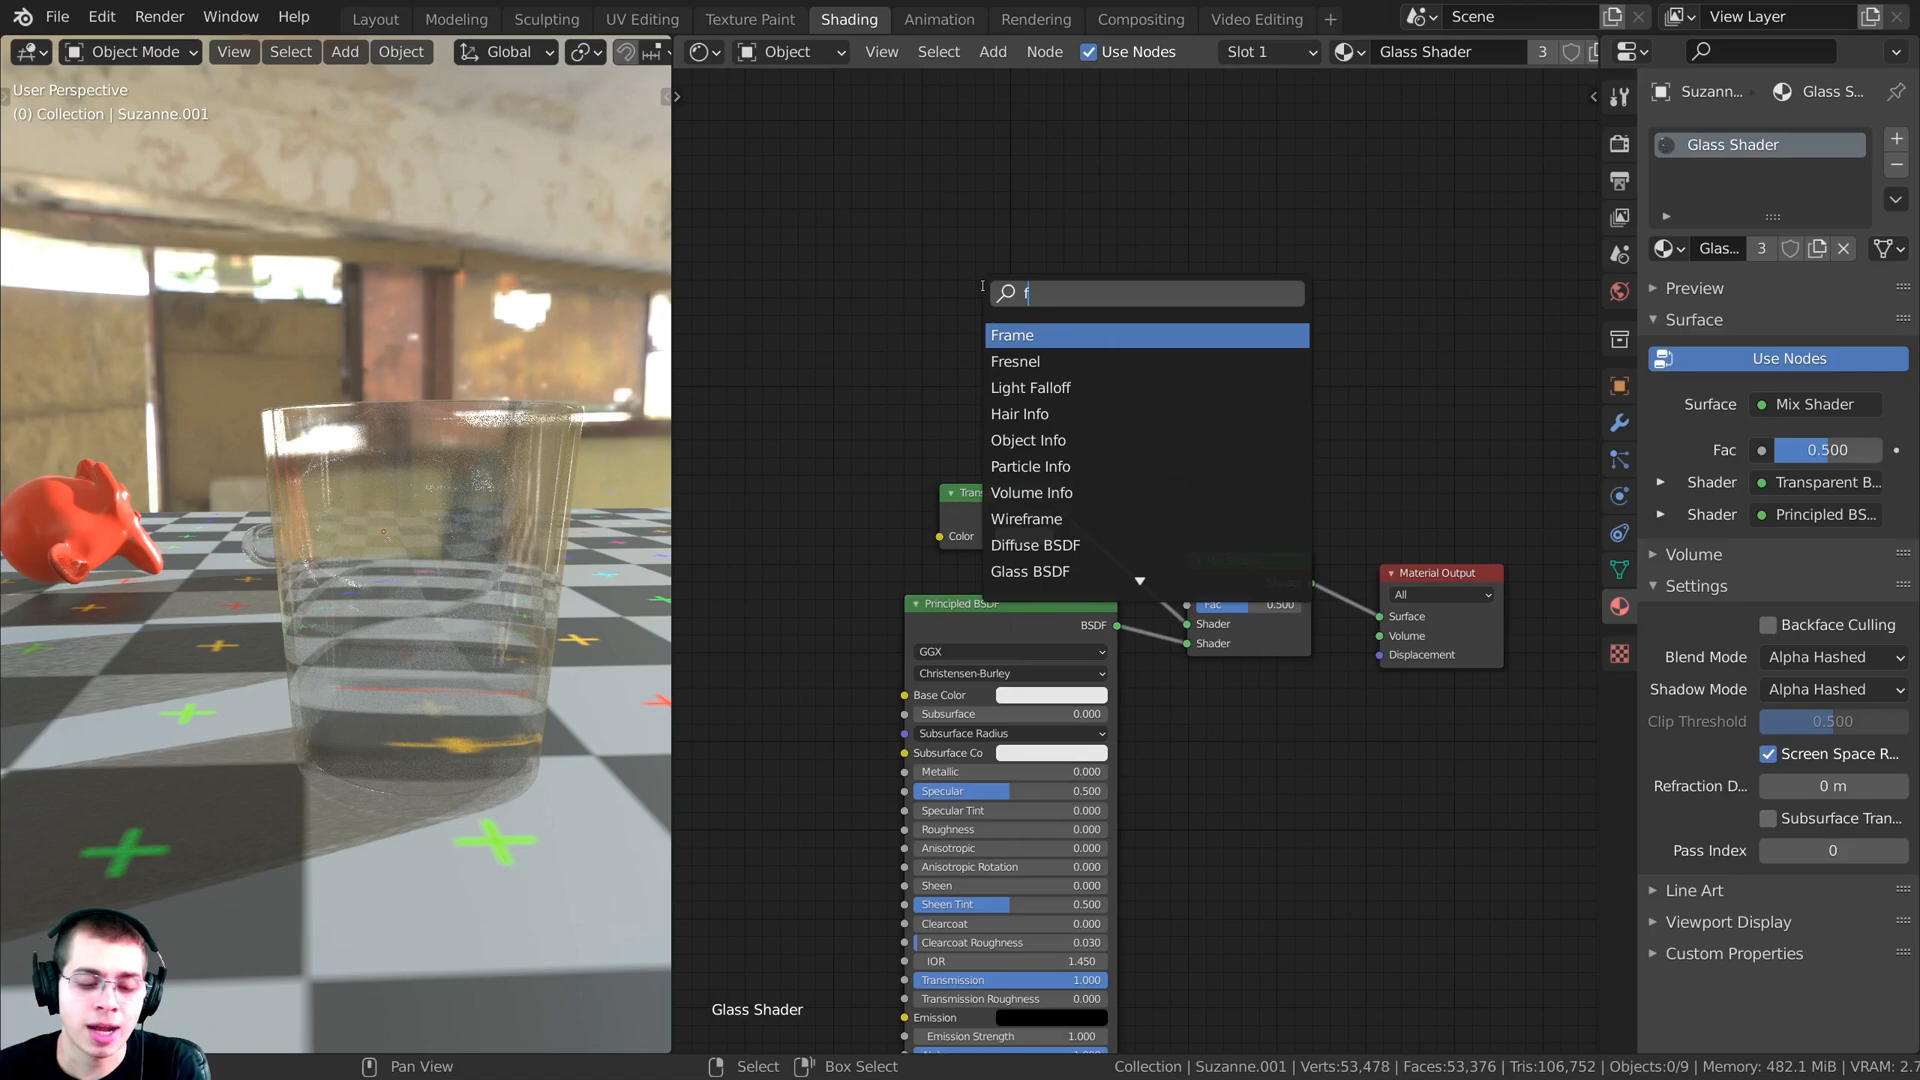 File Edit Render Window Help Layout Modeling Sculpting UV Editing Texture Paint Shading Animation Rendering Compositing Video Editing + Scene View Layer
Object Mode View Select Add Object Global Object View Select Add Node Use Nodes Slot 1 Glass Shader 3
User Perspective
(0) Collection | Suzanne.001
Suzann... Glass S...
Glass Shader
Glas... 3
Preview
Surface
Use Nodes
Surface Mix Shader
Fac 0.500
Shader Transparent B...
Shader Principled BS...
Volume
Settings
Backface Culling
Blend Mode Alpha Hashed
Shadow Mode Alpha Hashed
Clip Threshold 0.500
Screen Space R...
Refraction D... 0 m
Subsurface Tran...
Pass Index 0
Line Art
Viewport Display
Custom Properties
f
Frame
Fresnel
Light Falloff
Hair Info
Object Info
Particle Info
Volume Info
Wireframe
Diffuse BSDF
Glass BSDF
Trans
Color
Fac 0.500
Shader
Shader
Material Output
All
Surface
Volume
Displacement
Principled BSDF
BSDF
GGX
Christensen-Burley
Base Color
Subsurface 0.000
Subsurface Radius
Subsurface Co
Metallic 0.000
Specular 0.500
Specular Tint 0.000
Roughness 0.000
Anisotropic 0.000
Anisotropic Rotation 0.000
Sheen 0.000
Sheen Tint 0.500
Clearcoat 0.000
Clearcoat Roughness 0.030
IOR 1.450
Transmission 1.000
Transmission Roughness 0.000
Emission
Emission Strength 1.000
Glass Shader
Pan View Select Box Select Collection | Suzanne.001 | Verts:53,478 | Faces:53,376 | Tris:106,752 | Objects:0/9 | Memory: 482.1 MiB | VRAM: 2.7